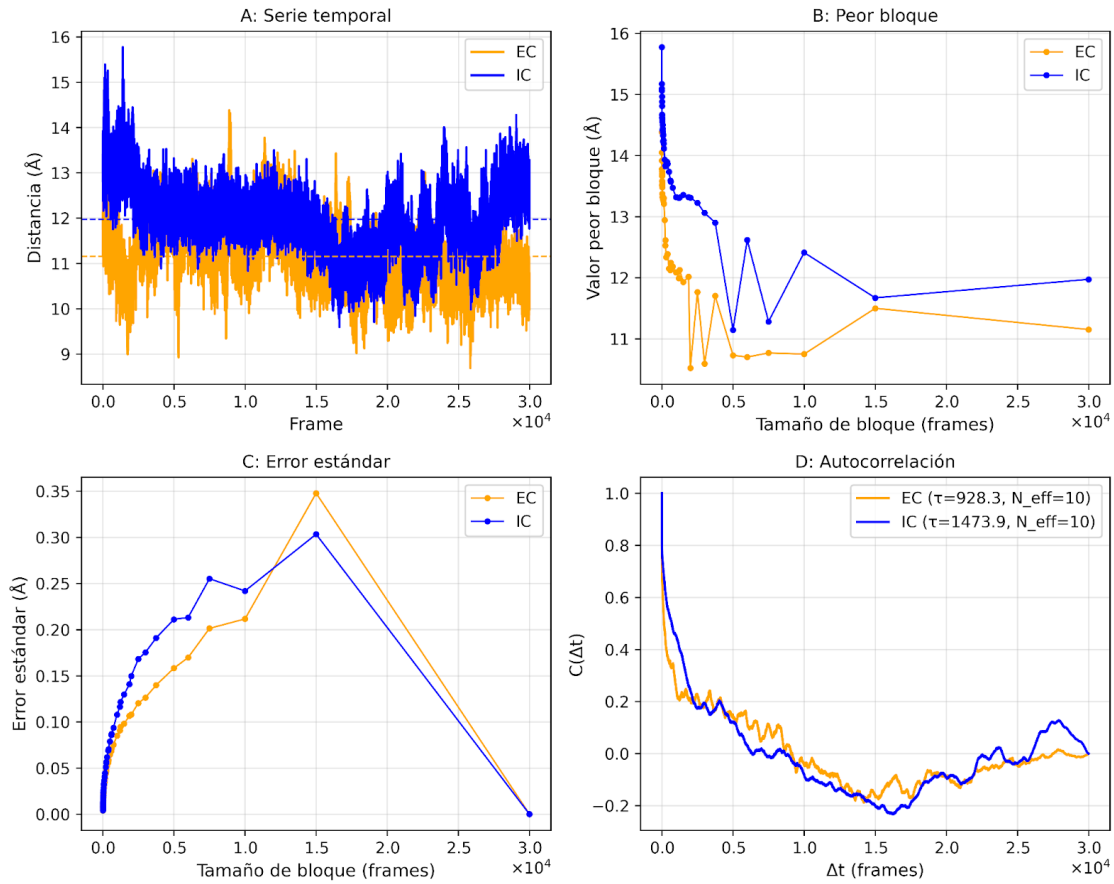 A: Serie temporal
16
15
14
13
12
11
10
9
Distancia (Å)
EC
IC
0.0 0.5 1.0 1.5 2.0 2.5 3.0
×10⁴
Frame
B: Peor bloque
16
15
14
13
12
11
Valor peor bloque (Å)
EC
IC
0.0 0.5 1.0 1.5 2.0 2.5 3.0
×10⁴
Tamaño de bloque (frames)
C: Error estándar
0.35
0.30
0.25
0.20
0.15
0.10
0.05
0.00
Error estándar (Å)
EC
IC
0.0 0.5 1.0 1.5 2.0 2.5 3.0
×10⁴
Tamaño de bloque (frames)
D: Autocorrelación
1.0
0.8
0.6
0.4
0.2
0.0
−0.2
C(Δt)
EC (τ=928.3, N_eff=10)
IC (τ=1473.9, N_eff=10)
0.0 0.5 1.0 1.5 2.0 2.5 3.0
×10⁴
Δt (frames)